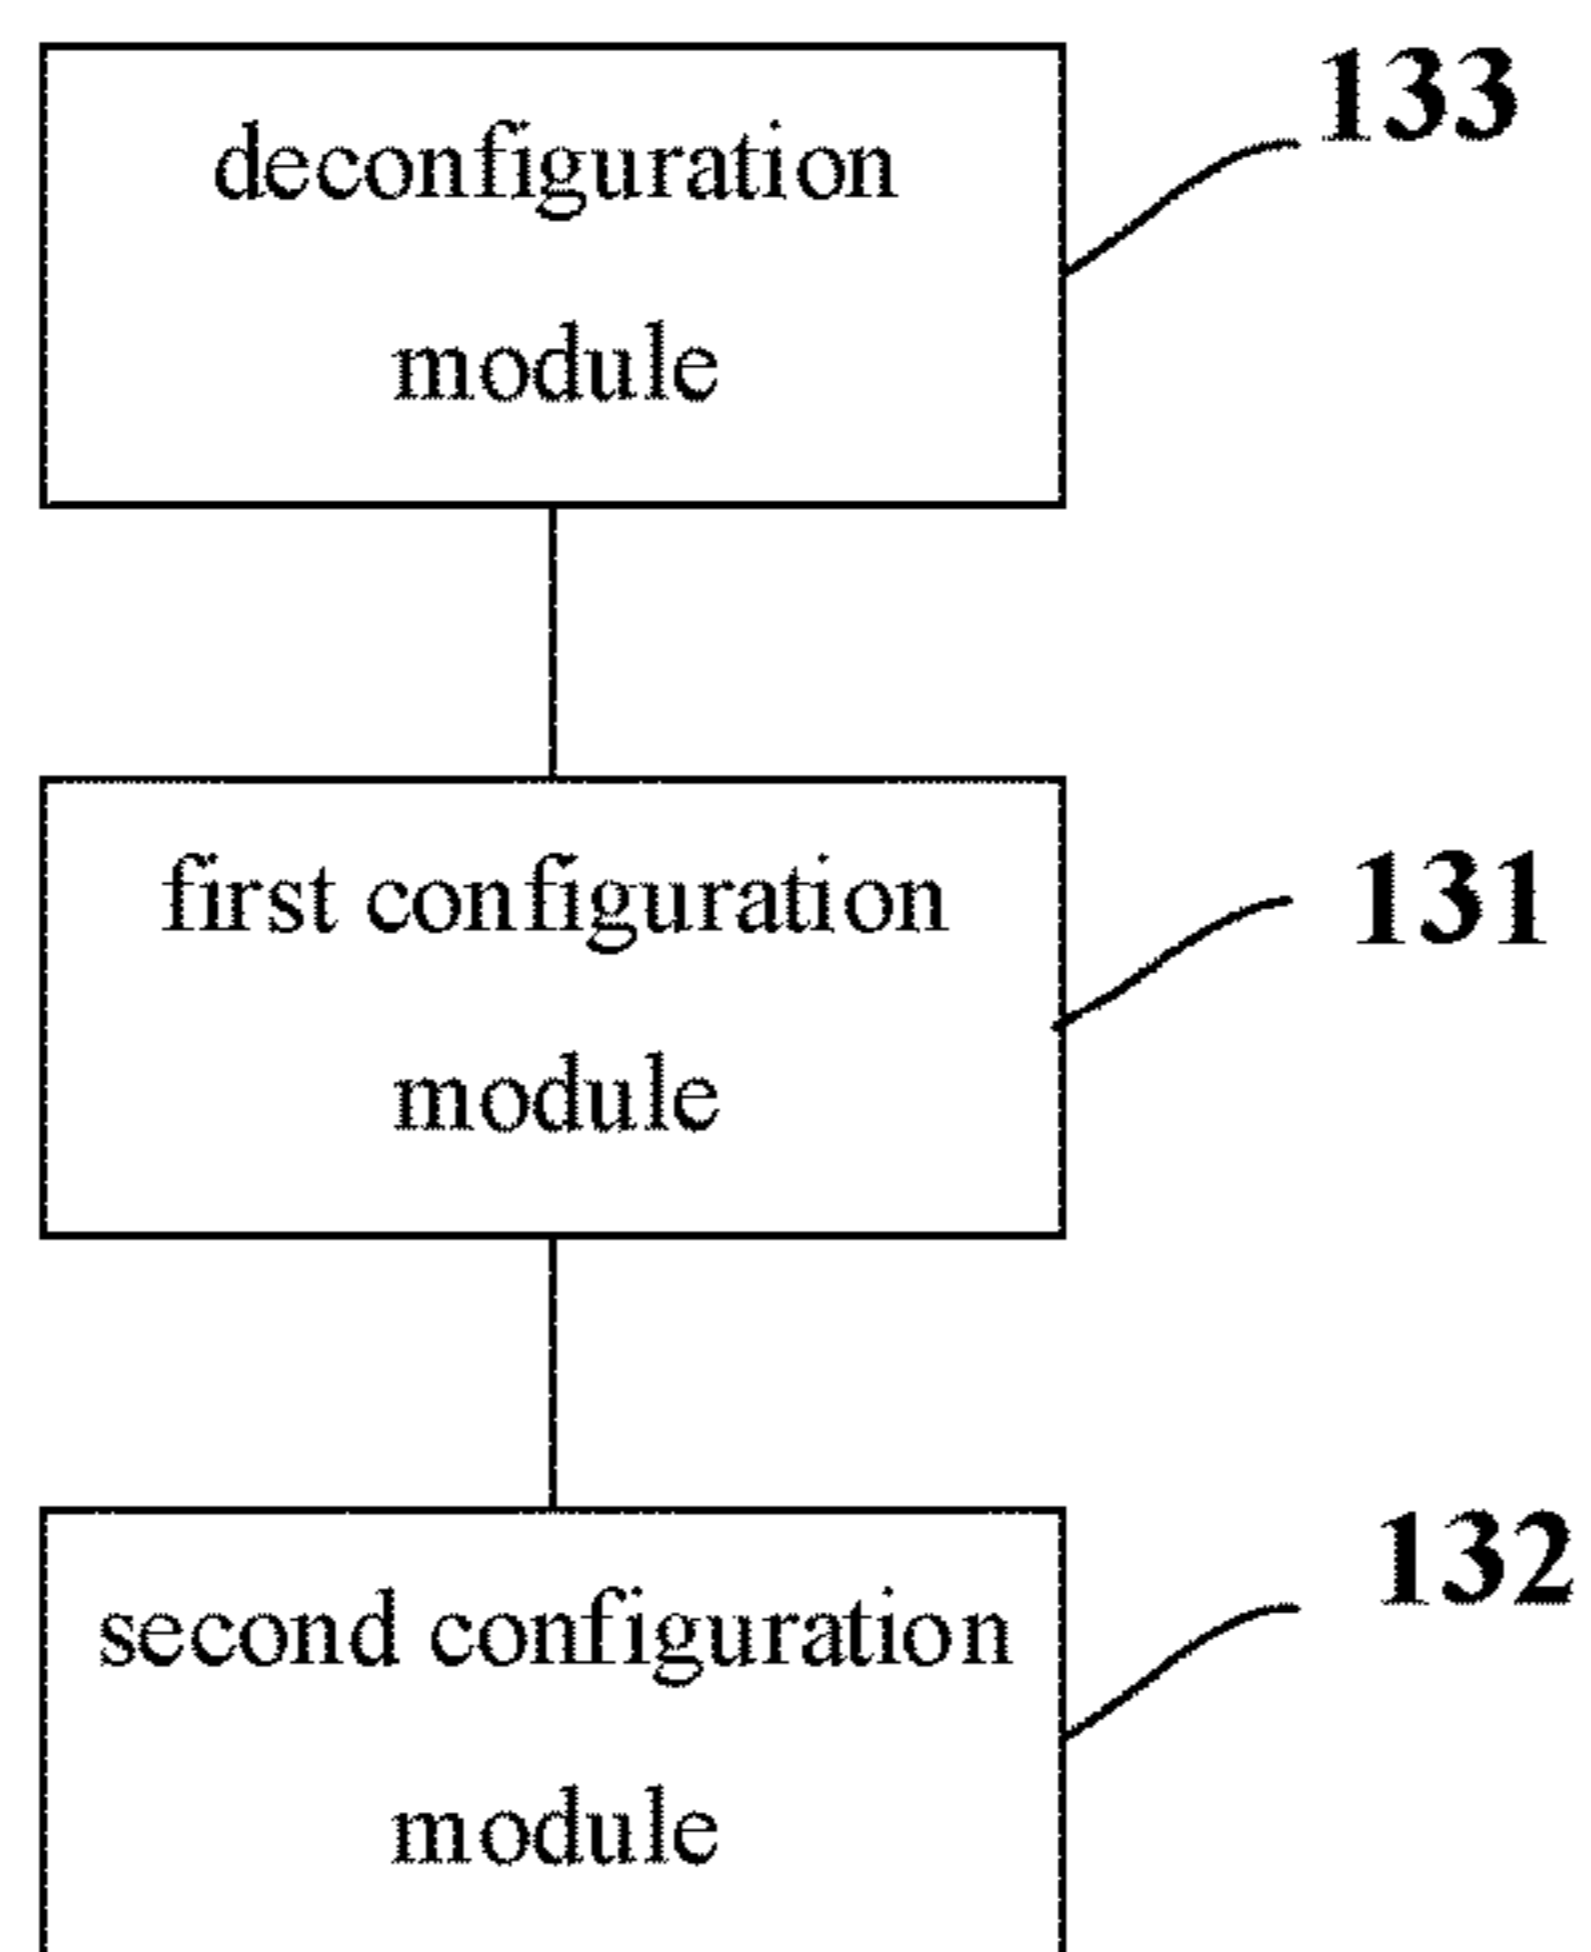 deconfiguration
module
133
first configuration
module
131
second configuration
module
132